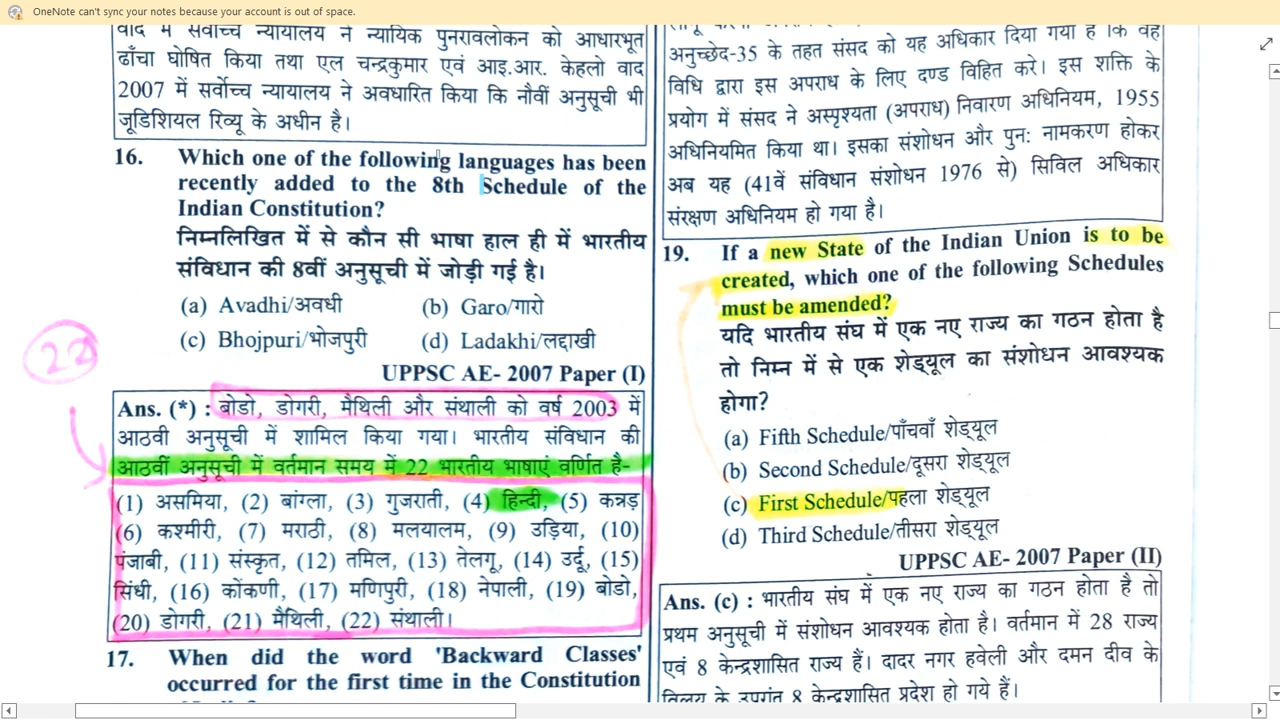 OneNote can't sync your notes because your account is out of space.
वाद में सर्वोच्च न्यायालय ने न्यायिक पुनरावलोकन को आधारभूत
ढाँचा घोषित किया तथा एल चन्द्रकुमार एवं आइ.आर. केहलो वाद
2007 में सर्वोच्च न्यायालय ने अवधारित किया कि नौवीं अनुसूची भी
जूडिशियल रिव्यू के अधीन है।
16. Which one of the following languages has been
recently added to the 8th Schedule of the
Indian Constitution?
निम्नलिखित में से कौन सी भाषा हाल ही में भारतीय
संविधान की 8वीं अनुसूची में जोड़ी गई है।
(a) Avadhi/अवधी (b) Garo/गारो
(c) Bhojpuri/भोजपुरी (d) Ladakhi/लद्दाखी
UPPSC AE- 2007 Paper (I)
22
Ans. (*) : बोडो, डोगरी, मैथिली और संथाली को वर्ष 2003 में
आठवी अनुसूची में शामिल किया गया। भारतीय संविधान की
आठवीं अनुसूची में वर्तमान समय में 22 भारतीय भाषाएं वर्णित है-
(1) असमिया, (2) बांग्ला, (3) गुजराती, (4) हिन्दी, (5) कन्नड़
(6) कश्मीरी, (7) मराठी, (8) मलयालम, (9) उड़िया, (10)
पंजाबी, (11) संस्कृत, (12) तमिल, (13) तेलगू, (14) उर्दू, (15)
सिंधी, (16) कोंकणी, (17) मणिपुरी, (18) नेपाली, (19) बोडो,
(20) डोगरी, (21) मैथिली, (22) संथाली।
17. When did the word 'Backward Classes'
occurred for the first time in the Constitution
अनुच्छेद-35 के तहत संसद को यह अधिकार दिया गया है कि वह
विधि द्वारा इस अपराध के लिए दण्ड विहित करे। इस शक्ति के
प्रयोग में संसद ने अस्पृश्यता (अपराध) निवारण अधिनियम, 1955
अधिनियमित किया था। इसका संशोधन और पुन: नामकरण होकर
अब यह (41वें संविधान संशोधन 1976 से) सिविल अधिकार
संरक्षण अधिनियम हो गया है।
19. If a new State of the Indian Union is to be
created, which one of the following Schedules
must be amended?
यदि भारतीय संघ में एक नए राज्य का गठन होता है
तो निम्न में से एक शेड्यूल का संशोधन आवश्यक
होगा?
(a) Fifth Schedule/पाँचवाँ शेड्यूल
(b) Second Schedule/दूसरा शेड्यूल
(c) First Schedule/पहला शेड्यूल
(d) Third Schedule/तीसरा शेड्यूल
UPPSC AE- 2007 Paper (II)
Ans. (c) : भारतीय संघ में एक नए राज्य का गठन होता है तो
प्रथम अनुसूची में संशोधन आवश्यक होता है। वर्तमान में 28 राज्य
एवं 8 केन्द्रशासित राज्य हैं। दादर नगर हवेली और दमन दीव के
विलय के उपरांत 8 केन्द्रशासित प्रदेश हो गये हैं।